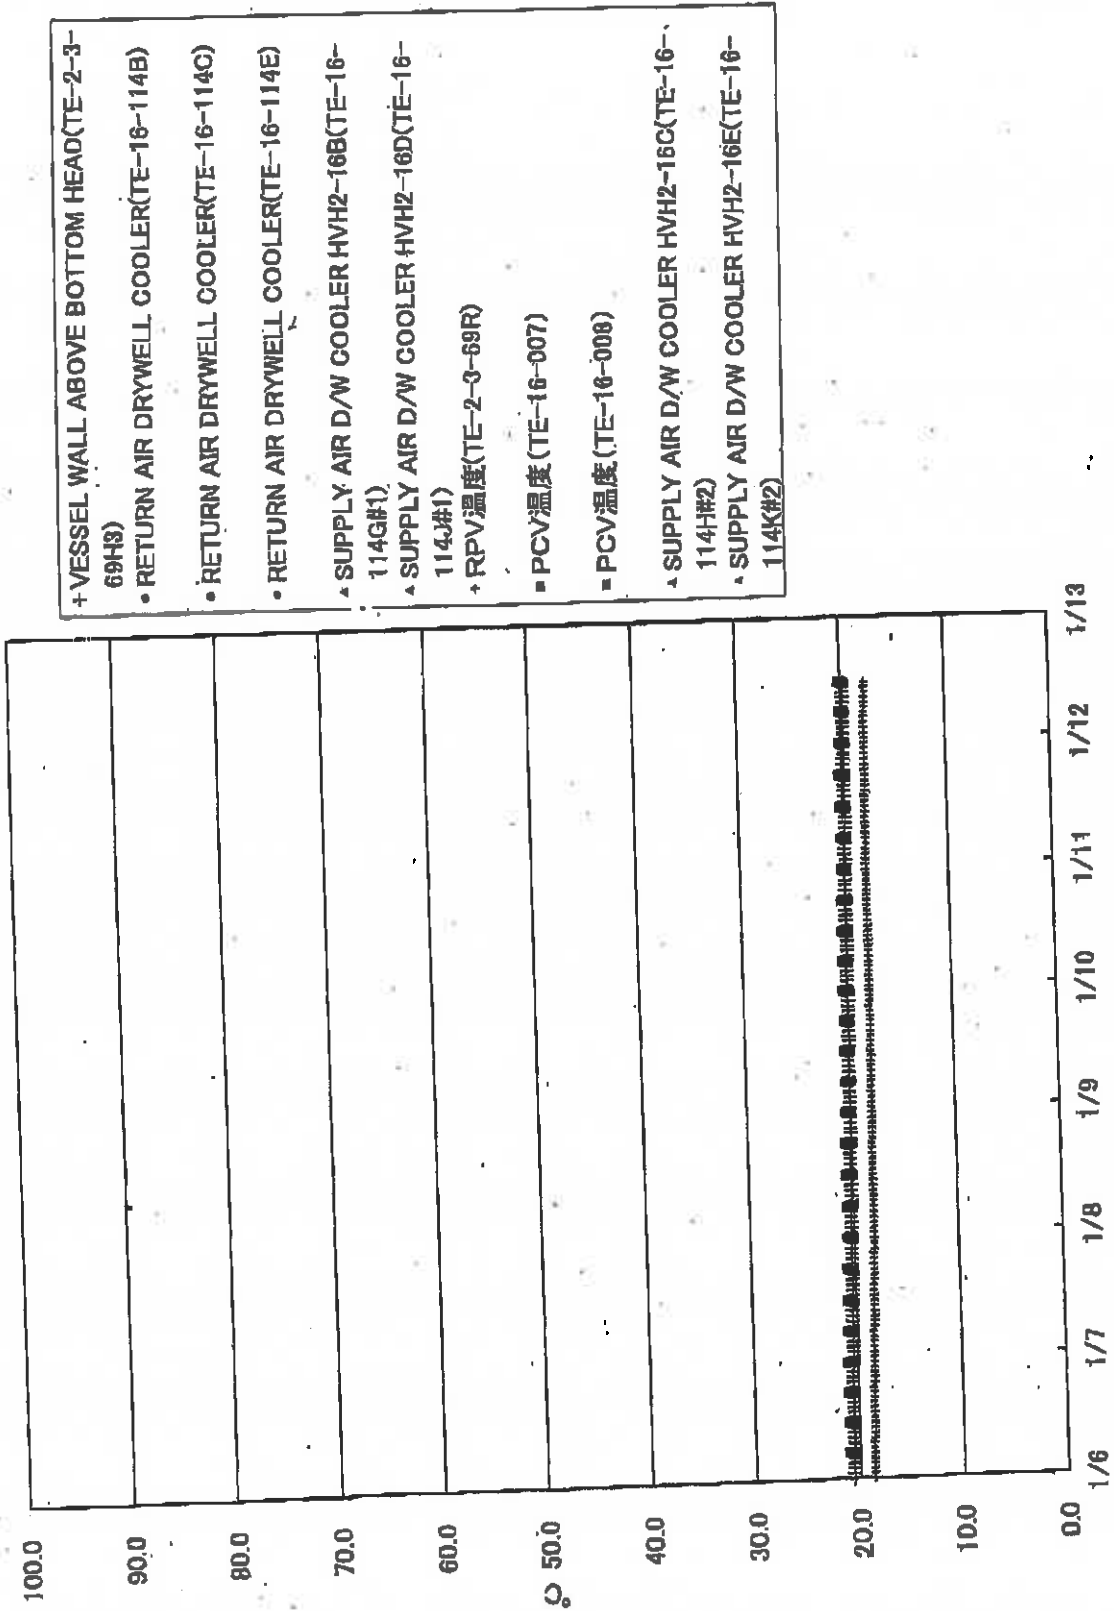 100.0
90.0
80.0
70.0
60.0
℃ 50.0
40.0
30.0
20.0
10.0
0.0
1/6 1/7 1/8 1/9 1/10 1/11 1/12 1/13
+ VESSEL WALL ABOVE BOTTOM HEAD(TE-2-3-
69H3)
• RETURN AIR DRYWELL COOLER(TE-16-114B)
• RETURN AIR DRYWELL COOLER(TE-16-114C)
• RETURN AIR DRYWELL COOLER(TE-16-114E)
▲ SUPPLY AIR D/W COOLER HVH2-16B(TE-16-
114G#1)
▲ SUPPLY AIR D/W COOLER HVH2-16D(TE-16-
114J#1)
+ RPV温度(TE-2-3-69R)
■ PCV温度(TE-16-007)
■ PCV温度(TE-16-008)
▲ SUPPLY AIR D/W COOLER HVH2-16C(TE-16-
114H#2)
▲ SUPPLY AIR D/W COOLER HVH2-16E(TE-16-
114K#2)